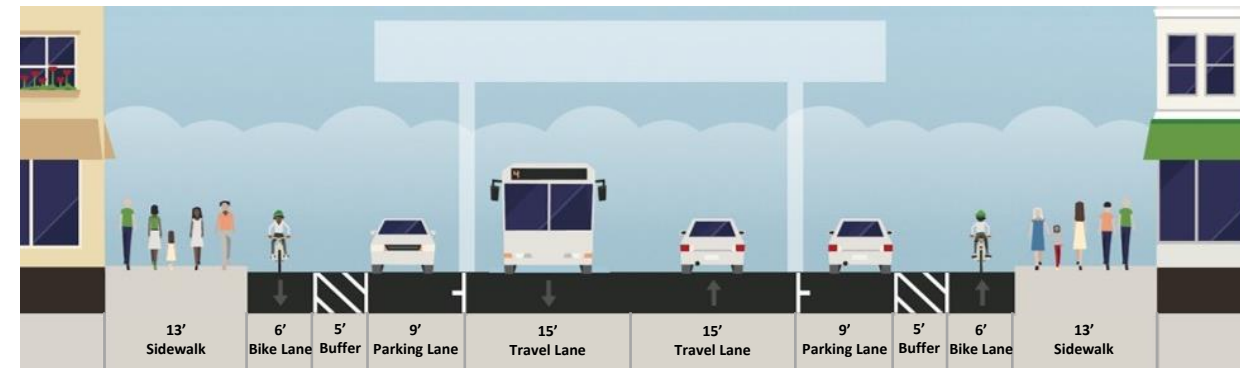 4
13’ 6’ 5’ 9’ 15’ 15’ 9’ 5’ 6’ 13’
Sidewalk Bike Lane Buffer Parking Lane Travel Lane Travel Lane Parking Lane Buffer Bike Lane Sidewalk